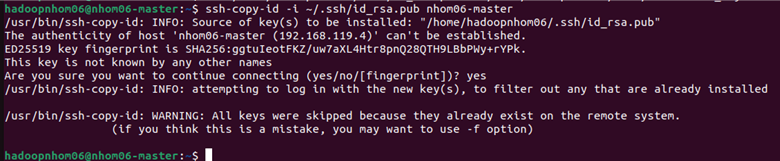 hadoopnhom06@nhom06-master:~$ ssh-copy-id -i ~/.ssh/id_rsa.pub nhom06-master
/usr/bin/ssh-copy-id: INFO: Source of key(s) to be installed: "/home/hadoopnhom06/.ssh/id_rsa.pub"
The authenticity of host 'nhom06-master (192.168.119.4)' can't be established.
ED25519 key fingerprint is SHA256:ggtuIeotFKZ/uw7aXL4Htr8pnQ28QTH9LBbPWy+rYPk.
This key is not known by any other names
Are you sure you want to continue connecting (yes/no/[fingerprint])? yes
/usr/bin/ssh-copy-id: INFO: attempting to log in with the new key(s), to filter out any that are already installed
/usr/bin/ssh-copy-id: WARNING: All keys were skipped because they already exist on the remote system.
(if you think this is a mistake, you may want to use -f option)
hadoopnhom06@nhom06-master:~$